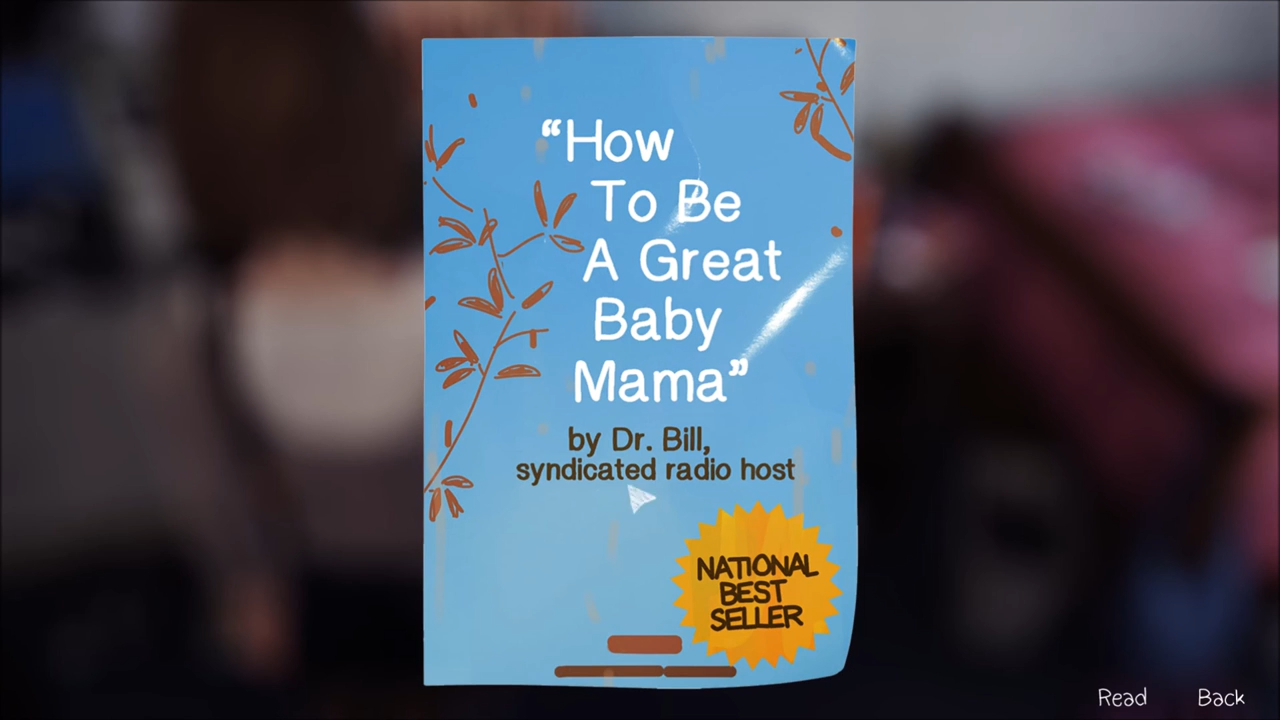 “How
To Be
A Great
Baby
Mama”
by Dr. Bill,
syndicated radio host
NATIONAL
BEST
SELLER
Read Back